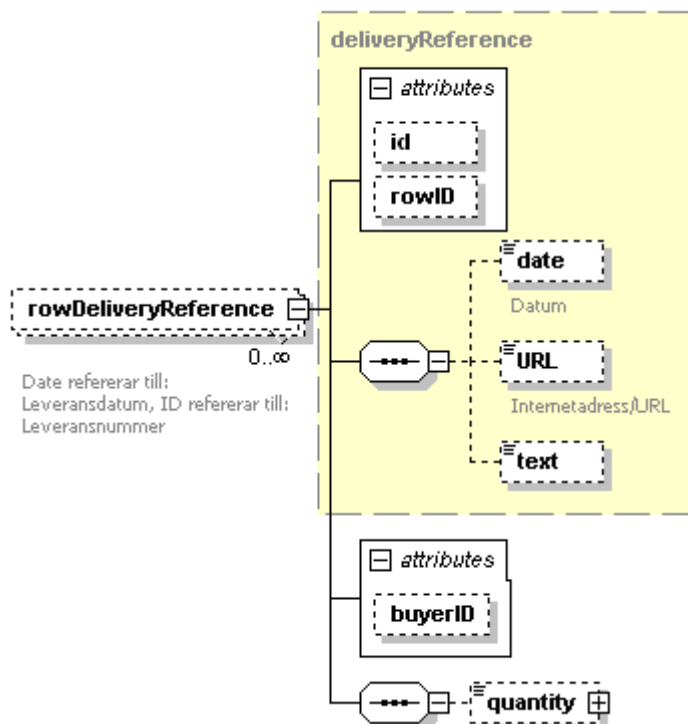 deliveryReference
attributes
id
rowID
date
Datum
rowDeliveryReference
0..∞
Date refererar till:
Leveransdatum, ID refererar till:
Leveransnummer
URL
Internetadress/URL
text
attributes
buyerID
quantity